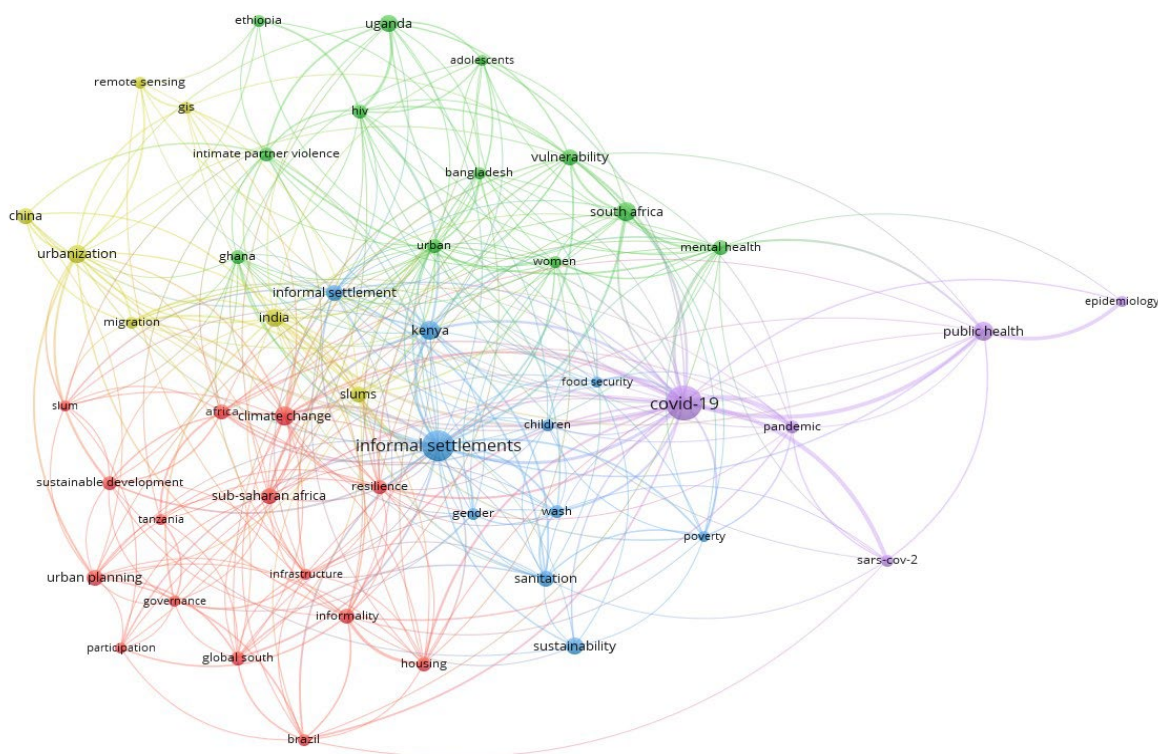 ethiopia
uganda
adolescents
remote sensing
gis
hiv
intimate partner violence
vulnerability
bangladesh
china
south africa
urbanization
urban
mental health
ghana
women
informal settlement
epidemiology
migration
india
kenya
public health
food security
slums
covid-19
slum
africa
climate change
children
pandemic
informal settlements
sustainable development
resilience
sub-saharan africa
gender
wash
tanzania
poverty
sars-cov-2
urban planning
infrastructure
sanitation
governance
informality
participation
global south
housing
sustainability
brazil